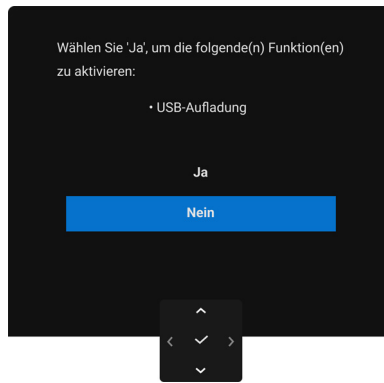 Wählen Sie 'Ja', um die folgende(n) Funktion(en)
zu aktivieren:
• USB-Aufladung
Ja
Nein